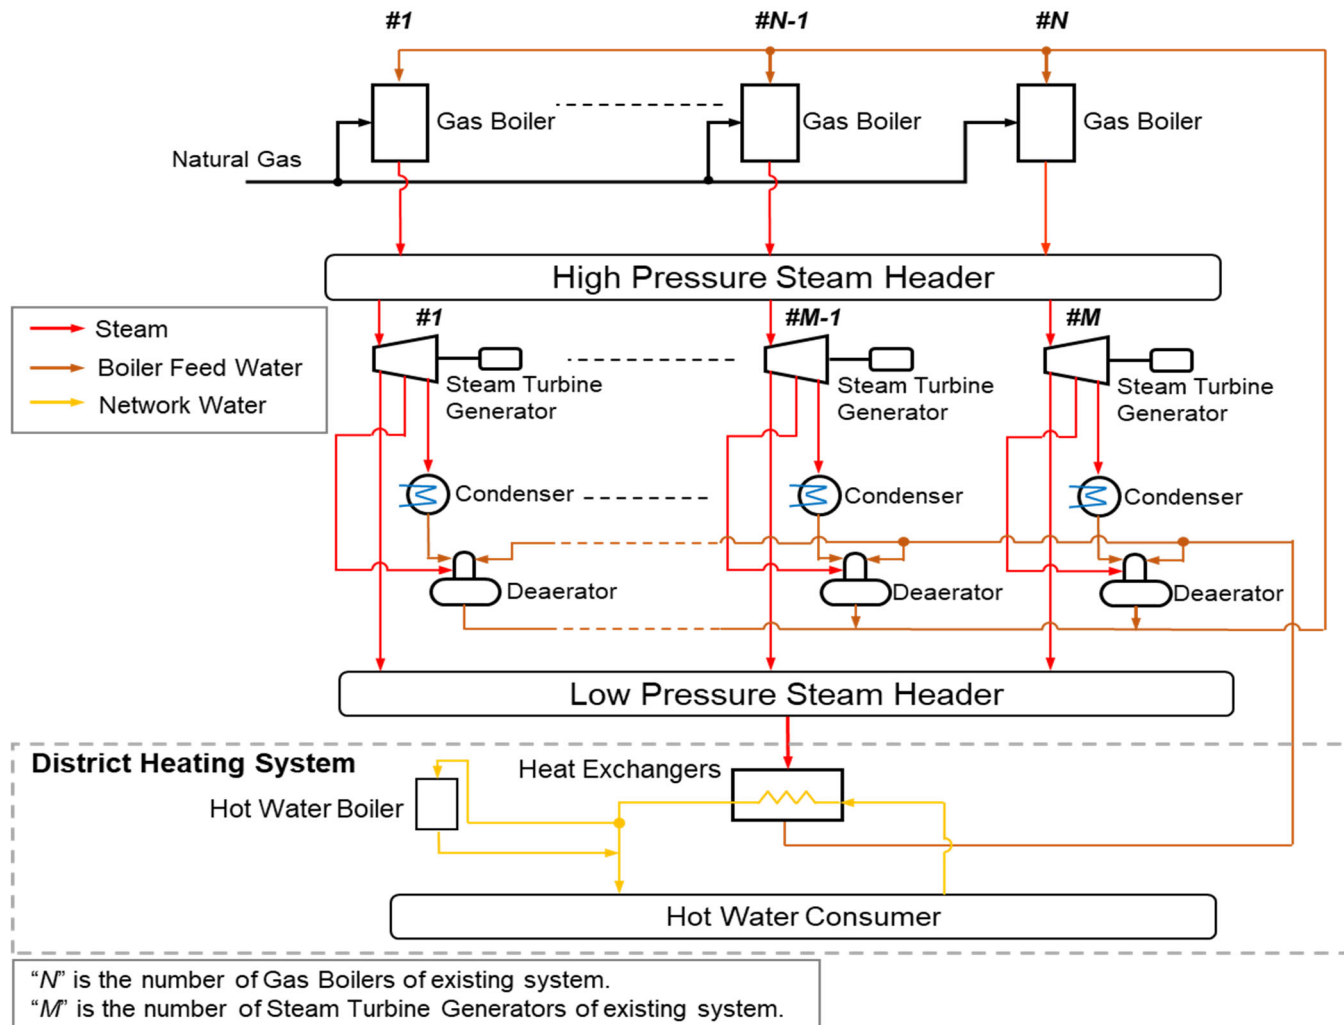 #1
#N-1
#N
Gas Boiler
Gas Boiler
Gas Boiler
Natural Gas
High Pressure Steam Header
Steam
Boiler Feed Water
Network Water
#1
#M-1
#M
Steam Turbine
Generator
Steam Turbine
Generator
Steam Turbine
Generator
Condenser
Condenser
Condenser
Deaerator
Deaerator
Deaerator
Low Pressure Steam Header
District Heating System
Heat Exchangers
Hot Water Boiler
Hot Water Consumer
“N” is the number of Gas Boilers of existing system.
“M” is the number of Steam Turbine Generators of existing system.